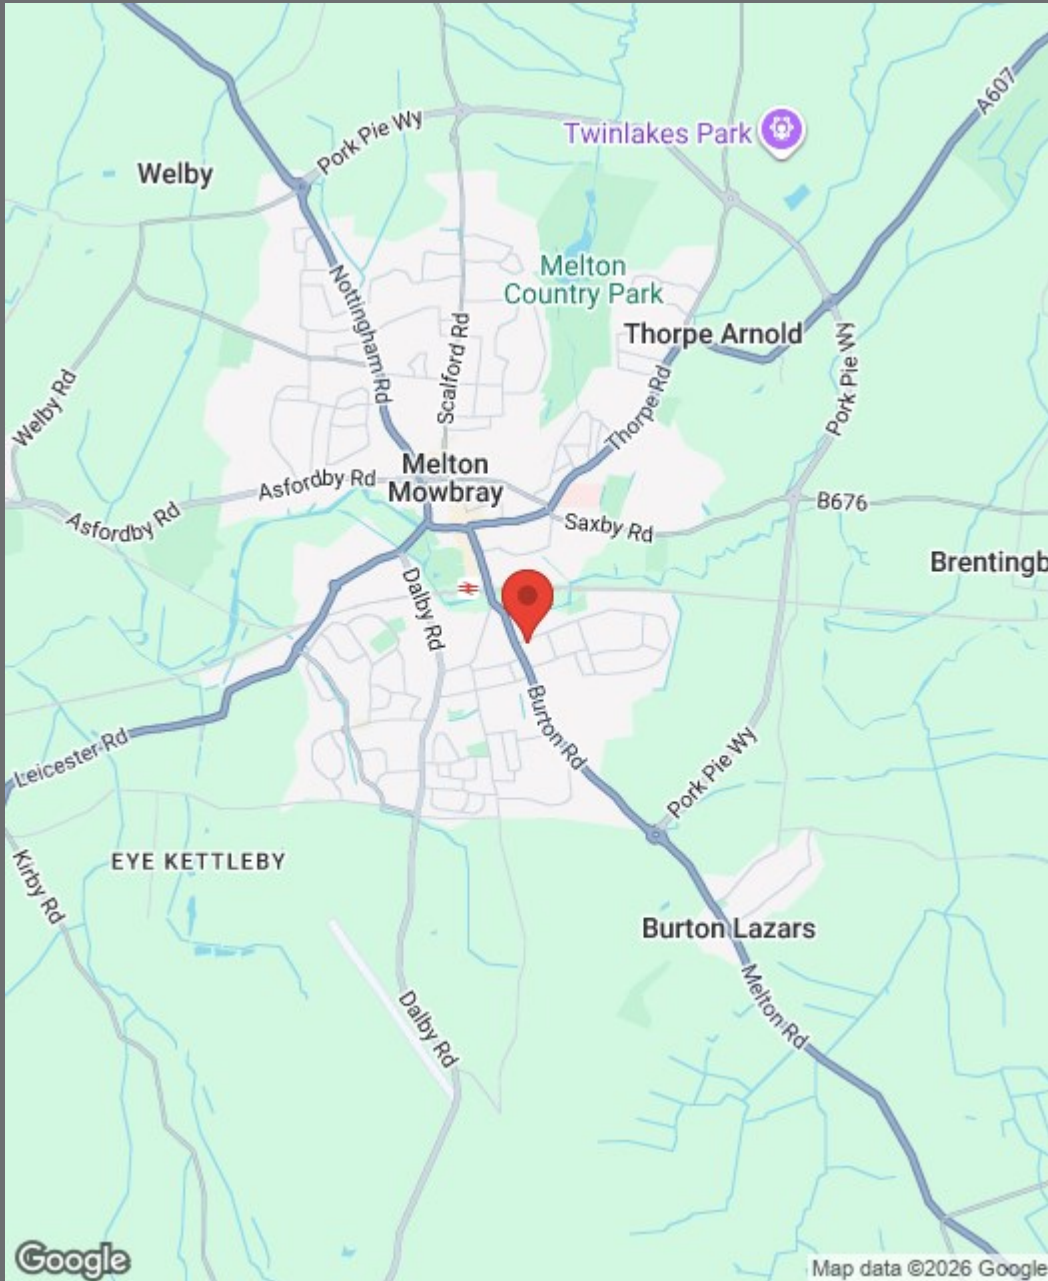 A607
Pork Pie Wy
Twinlakes Park
Welby
Melton
Country Park
Nottingham Rd
Scalford Rd
Thorpe Arnold
Pork Pie Wy
Welby Rd
Thorpe Rd
Melton
Mowbray
Asfordby Rd
Asfordby Rd
B676
Saxby Rd
Brentingb
Dalby Rd
Burton Rd
Leicester Rd
Pork Pie Wy
EYE KETTLEBY
Kirby Rd
Burton Lazars
Melton Rd
Dalby Rd
Google
Map data ©2026 Google